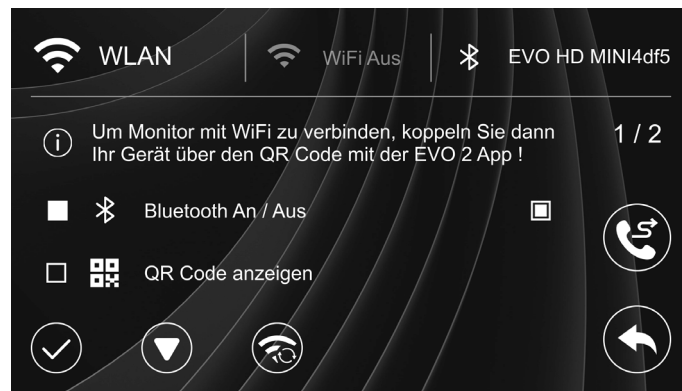 WLAN
WiFi Aus
EVO HD MINI4df5
Um Monitor mit WiFi zu verbinden, koppeln Sie dann
Ihr Gerät über den QR Code mit der EVO 2 App !
1 / 2
Bluetooth An / Aus
QR Code anzeigen